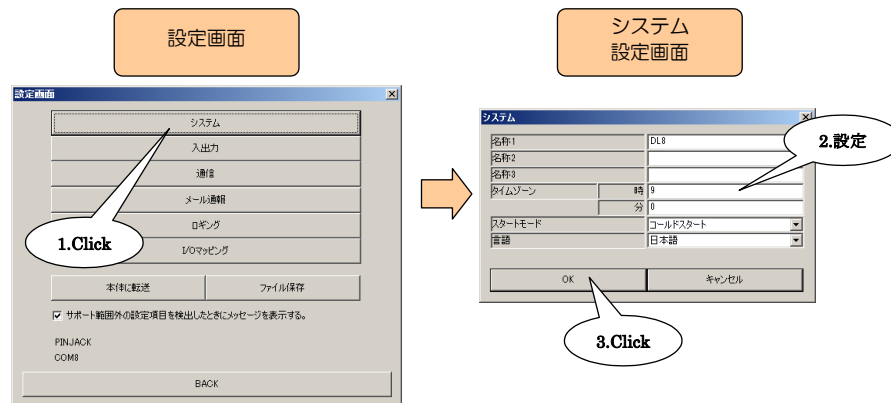 設定画面
システム
設定画面
設定画面
システム
入出力
通信
メール通報
ロギング
I/Oマッピング
1.Click
本体に転送
ファイル保存
サポート範囲外の設定項目を検出したときにメッセージを表示する。
PINJACK
COM8
BACK
システム
名称1 DL8
名称2
名称3
タイムゾーン 時 9
分 0
スタートモード コールドスタート
言語 日本語
2.設定
OK
キャンセル
3.Click